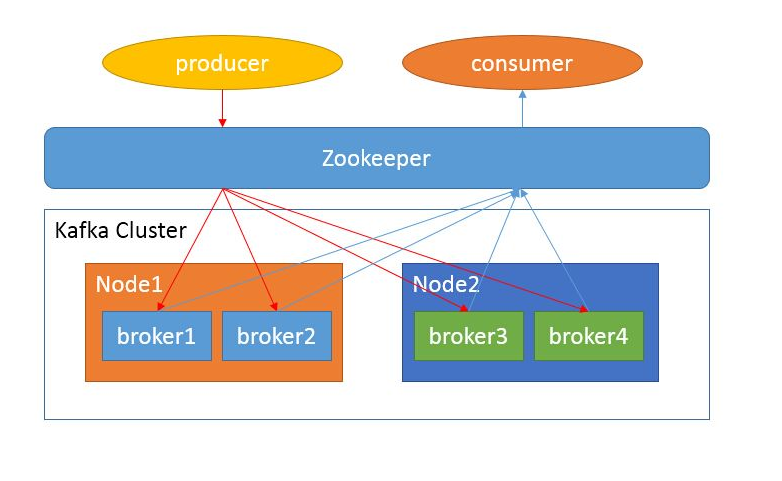 producer
consumer
Zookeeper
Kafka Cluster
Node1
Node2
broker1
broker2
broker3
broker4